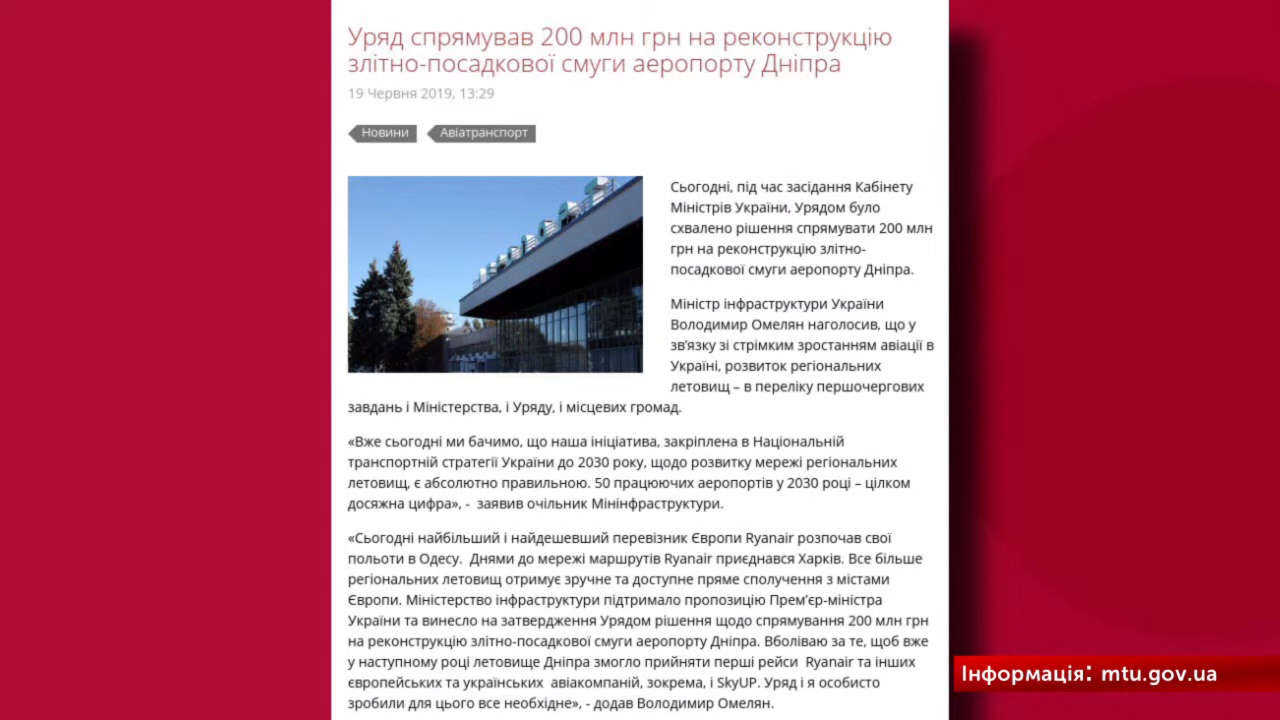 Уряд спрямував 200 млн грн на реконструкцію
злітно-посадкової смуги аеропорту Дніпра
19 Червня 2019, 13:29
Новини
Авіатранспорт
Сьогодні, під час засідання Кабінету
Міністрів України, Урядом було
схвалено рішення спрямувати 200 млн
грн на реконструкцію злітно-
посадкової смуги аеропорту Дніпра.
Міністр інфраструктури України
Володимир Омелян наголосив, що у
зв’язку зі стрімким зростанням авіації в
Україні, розвиток регіональних
летовищ – в переліку першочергових
завдань і Міністерства, і Уряду, і місцевих громад.
«Вже сьогодні ми бачимо, що наша ініціатива, закріплена в Національній
транспортній стратегії України до 2030 року, щодо розвитку мережі регіональних
летовищ, є абсолютно правильною. 50 працюючих аеропортів у 2030 році – цілком
досяжна цифра», - заявив очільник Мінінфраструктури.
«Сьогодні найбільший і найдешевший перевізник Європи Ryanair розпочав свої
польоти в Одесу. Днями до мережі маршрутів Ryanair приєднався Харків. Все більше
регіональних летовищ отримує зручне та доступне пряме сполучення з містами
Європи. Міністерство інфраструктури підтримало пропозицію Прем’єр-міністра
України та винесло на затвердження Урядом рішення щодо спрямування 200 млн грн
на реконструкцію злітно-посадкової смуги аеропорту Дніпра. Вболіваю за те, щоб вже
у наступному році летовище Дніпра змогло прийняти перші рейси Ryanair та інших
європейських та українських авіакомпаній, зокрема, і SkyUP. Уряд і я особисто
зробили для цього все необхідне», - додав Володимир Омелян.
Інформація: mtu.gov.ua